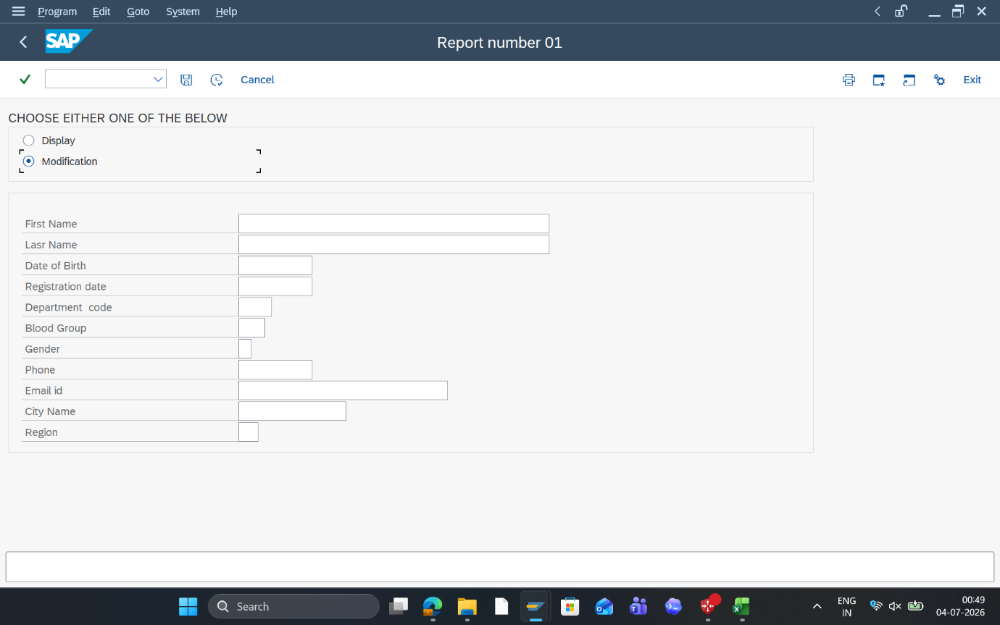 Program Edit Goto System Help
SAP Report number 01
Cancel Exit
CHOOSE EITHER ONE OF THE BELOW
Display
Modification
First Name
Lasr Name
Date of Birth
Registration date
Department  code
Blood Group
Gender
Phone
Email id
City Name
Region
Search
ENG
IN
00:49
04-07-2026